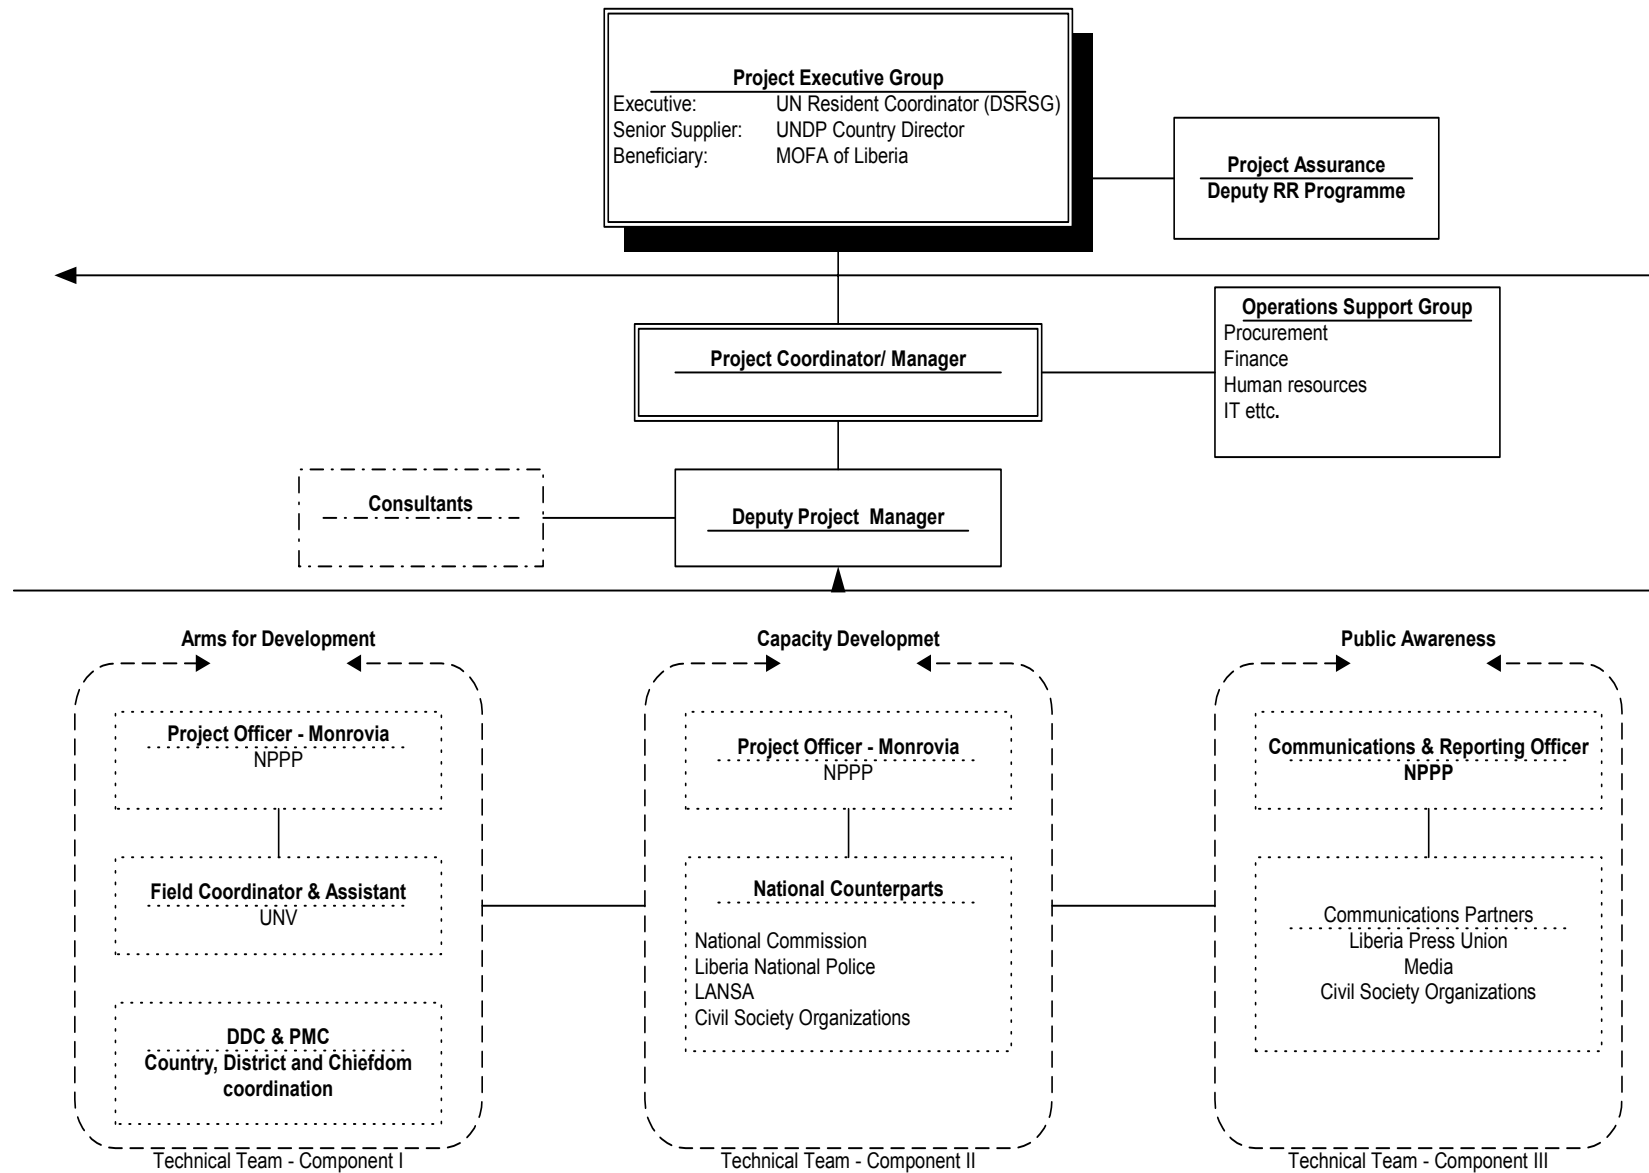 Project Executive Group
Executive: UN Resident Coordinator (DSRSG)
Senior Supplier: UNDP Country Director
Beneficiary: MOFA of Liberia
Project Assurance
Deputy RR Programme
Operations Support Group
Procurement
Finance
Human resources
IT ettc.
Project Coordinator/ Manager
Consultants
Deputy Project Manager
Arms for Development
Project Officer - Monrovia
NPPP
Field Coordinator & Assistant
UNV
DDC & PMC
Country, District and Chiefdom
coordination
Technical Team - Component I
Capacity Developmet
Project Officer - Monrovia
NPPP
National Counterparts
National Commission
Liberia National Police
LANSA
Civil Society Organizations
Technical Team - Component II
Public Awareness
Communications & Reporting Officer
NPPP
Communications Partners
Liberia Press Union
Media
Civil Society Organizations
Technical Team - Component III